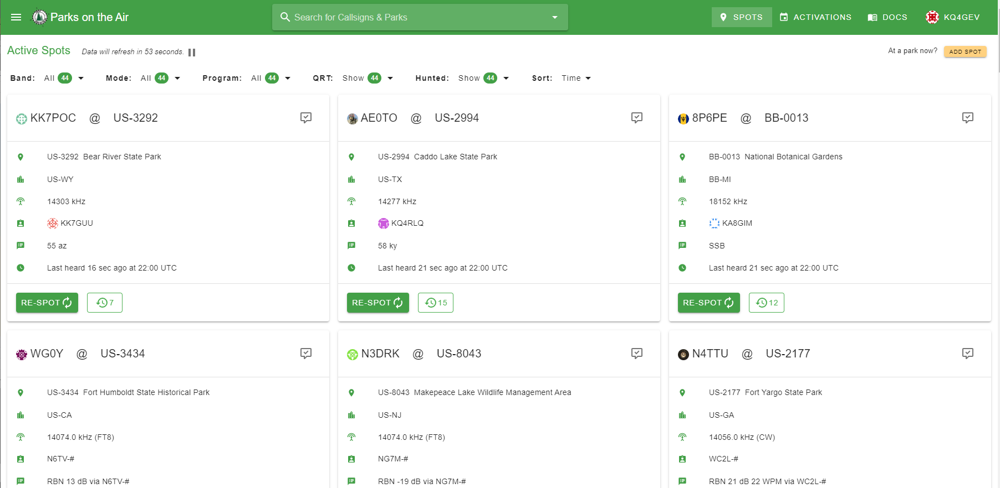 Parks on the Air
Search for Callsigns & Parks
SPOTS
ACTIVATIONS
DOCS
KQ4GEV
Active Spots
Data will refresh in 53 seconds.
At a park now?
ADD SPOT
Band: All 44
Mode: All 44
Program: All 44
QRT: Show 44
Hunted: Show 44
Sort: Time
KK7POC @ US-3292
US-3292 Bear River State Park
US-WY
14303 kHz
KK7GUU
55 az
Last heard 16 sec ago at 22:00 UTC
RE-SPOT
7
AE0TO @ US-2994
US-2994 Caddo Lake State Park
US-TX
14277 kHz
KQ4RLQ
58 ky
Last heard 21 sec ago at 22:00 UTC
RE-SPOT
15
8P6PE @ BB-0013
BB-0013 National Botanical Gardens
BB-MI
18152 kHz
KA8GIM
SSB
Last heard 21 sec ago at 22:00 UTC
RE-SPOT
12
WG0Y @ US-3434
US-3434 Fort Humboldt State Historical Park
US-CA
14074.0 kHz (FT8)
N6TV-#
RBN 13 dB via N6TV-#
N3DRK @ US-8043
US-8043 Makepeace Lake Wildlife Management Area
US-NJ
14074.0 kHz (FT8)
NG7M-#
RBN -19 dB via NG7M-#
N4TTU @ US-2177
US-2177 Fort Yargo State Park
US-GA
14056.0 kHz (CW)
WC2L-#
RBN 21 dB 22 WPM via WC2L-#